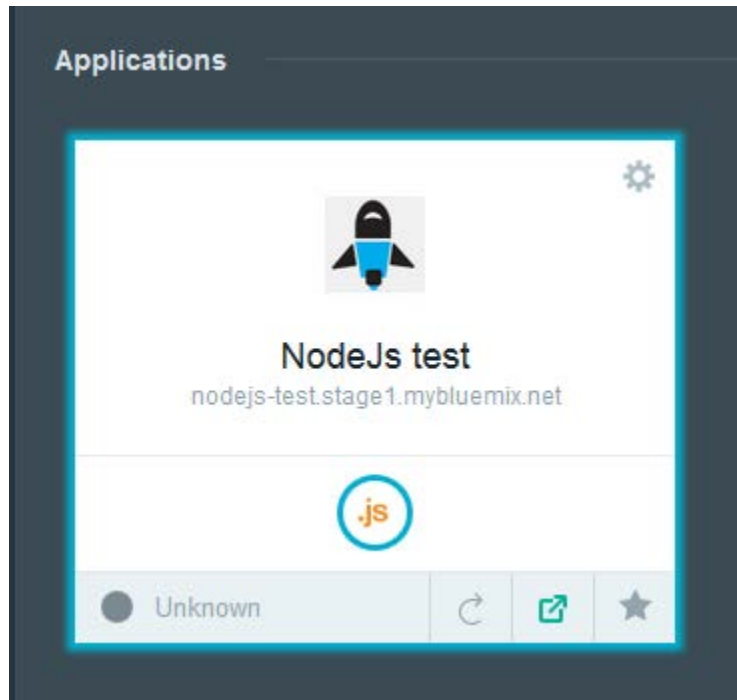 Applications
NodeJs test
nodejs-test.stage1.mybluemix.net
.js
Unknown